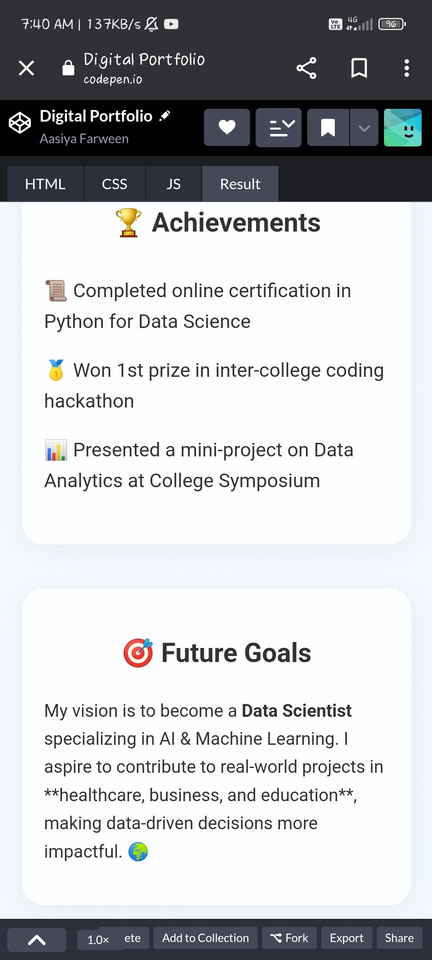 7:40 AM | 137KB/s
Vo LTE 4G 96
Digital Portfolio
codepen.io
Digital Portfolio
Aasiya Farween
HTML CSS JS Result
🏆 Achievements
📜 Completed online certification in
Python for Data Science
🥇 Won 1st prize in inter-college coding
hackathon
📊 Presented a mini-project on Data
Analytics at College Symposium
🎯 Future Goals
My vision is to become a Data Scientist
specializing in AI & Machine Learning. I
aspire to contribute to real-world projects in
**healthcare, business, and education**,
making data-driven decisions more
impactful. 🌍
1.0× ete Add to Collection Fork Export Share